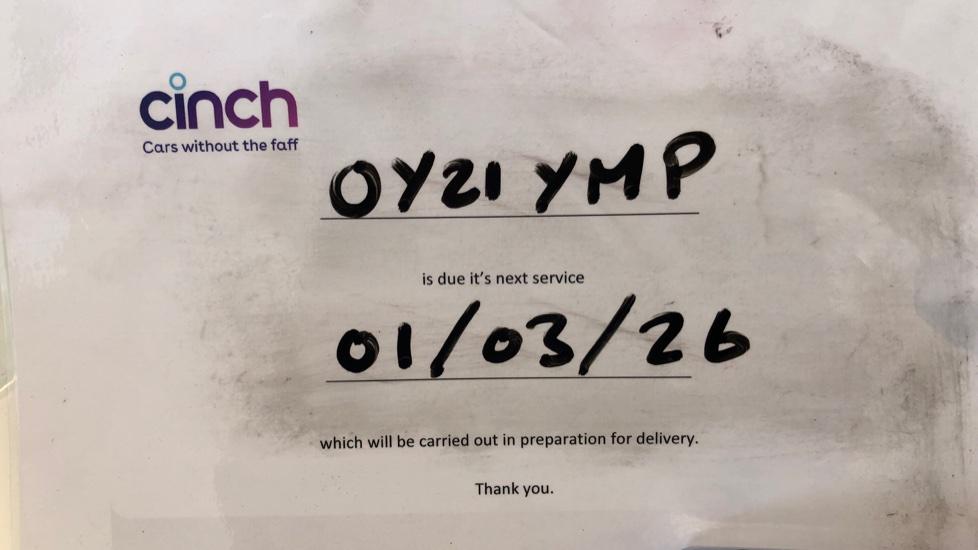 cinch
Cars without the faff
OY21 YMP
is due it's next service
01/03/26
which will be carried out in preparation for delivery.
Thank you.